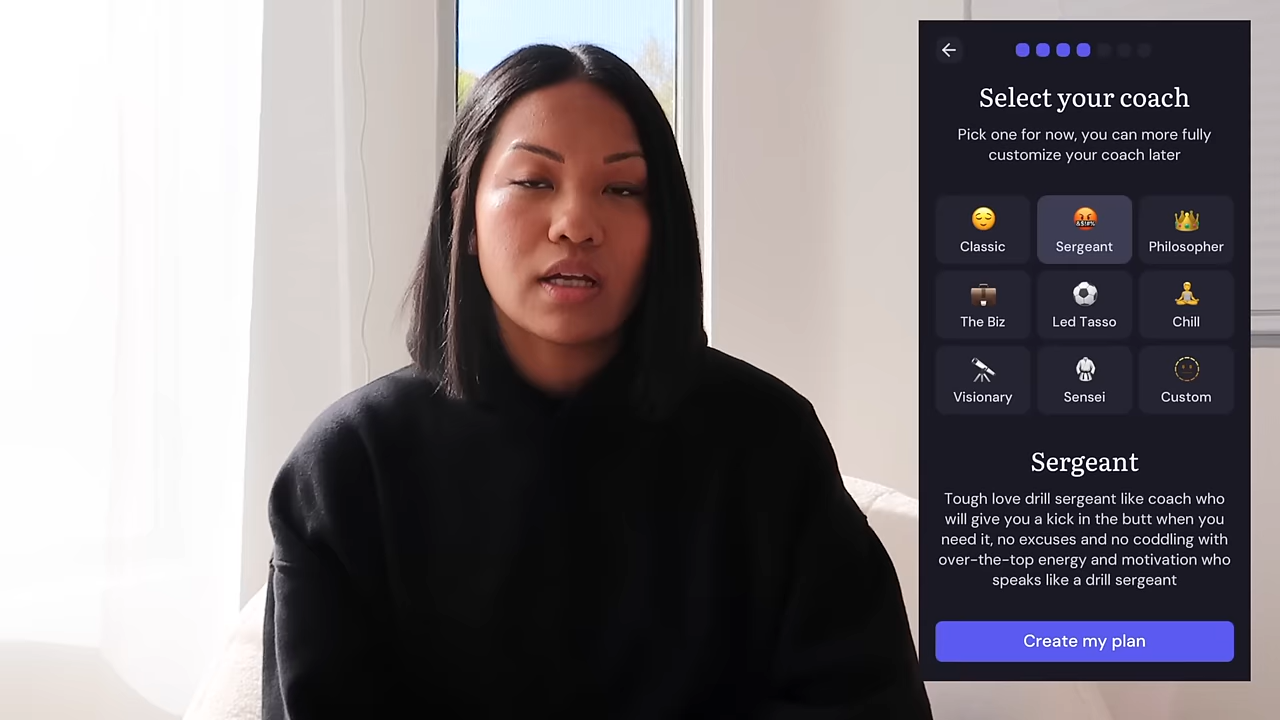 Select your coach
Pick one for now, you can more fully
customize your coach later
Classic
Sergeant
Philosopher
The Biz
Led Tasso
Chill
Visionary
Sensei
Custom
Sergeant
Tough love drill sergeant like coach who
will give you a kick in the butt when you
need it, no excuses and no coddling with
over-the-top energy and motivation who
speaks like a drill sergeant
Create my plan